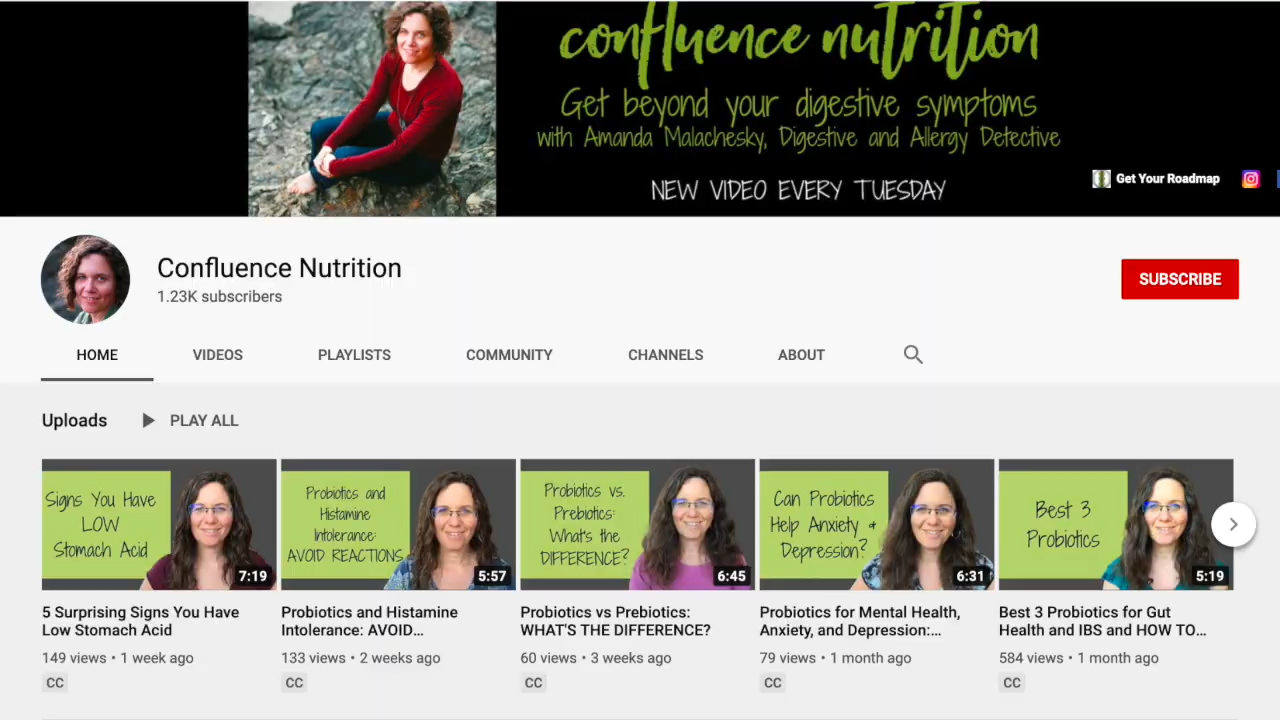 confluence nutrition
Get beyond your digestive symptoms
with Amanda Malachesky, Digestive and Allergy Detective
NEW VIDEO EVERY TUESDAY
Get Your Roadmap
Confluence Nutrition
1.23K subscribers
SUBSCRIBE
HOME VIDEOS PLAYLISTS COMMUNITY CHANNELS ABOUT
Uploads PLAY ALL
Signs You Have
LOW
Stomach Acid
7:19
Probiotics and
Histamine
Intolerance:
AVOID REACTIONS
5:57
Probiotics vs.
Prebiotics:
What's the
DIFFERENCE?
6:45
Can Probiotics
Help Anxiety +
Depression?
6:31
Best 3
Probiotics
5:19
5 Surprising Signs You Have
Low Stomach Acid
149 views • 1 week ago
CC
Probiotics and Histamine
Intolerance: AVOID...
133 views • 2 weeks ago
CC
Probiotics vs Prebiotics:
WHAT'S THE DIFFERENCE?
60 views • 3 weeks ago
CC
Probiotics for Mental Health,
Anxiety, and Depression:...
79 views • 1 month ago
CC
Best 3 Probiotics for Gut
Health and IBS and HOW TO...
584 views • 1 month ago
CC